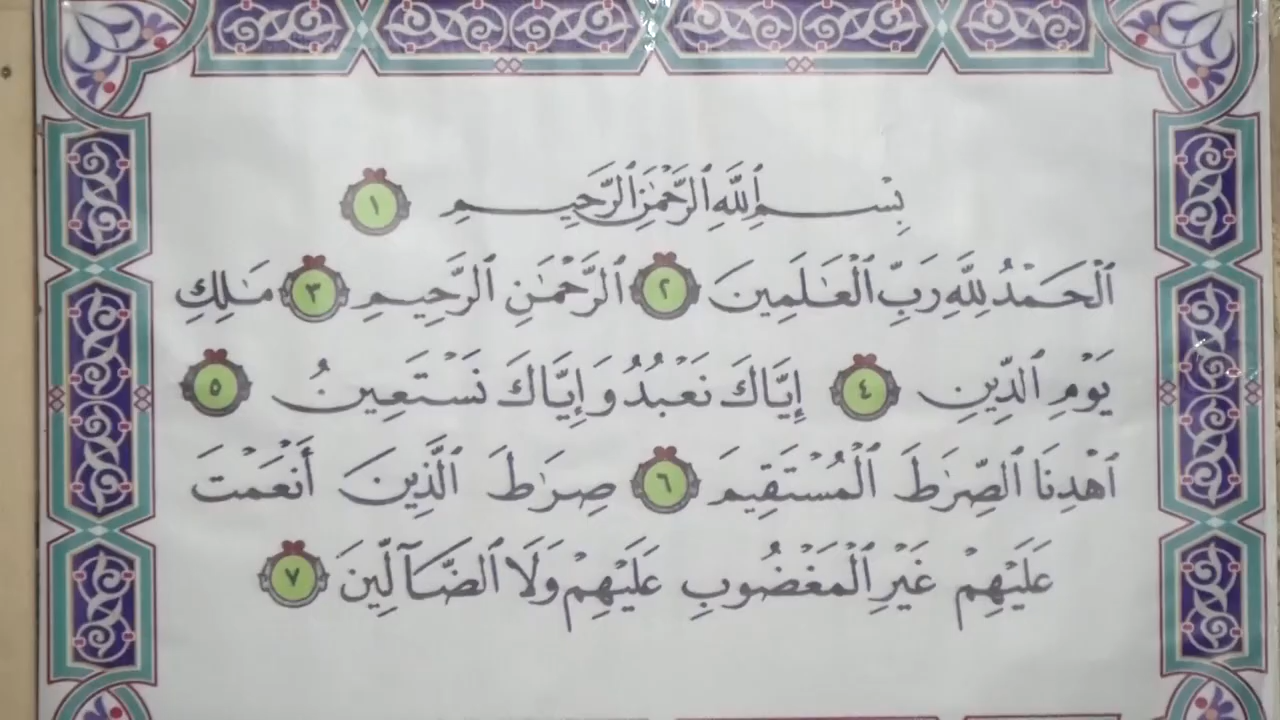 بِسْمِ ٱللَّهِ ٱلرَّحْمَٰنِ ٱلرَّحِيمِ ١
ٱلْحَمْدُ لِلَّهِ رَبِّ ٱلْعَٰلَمِينَ ٢ ٱلرَّحْمَٰنِ ٱلرَّحِيمِ ٣ مَٰلِكِ
يَوْمِ ٱلدِّينِ ٤ إِيَّاكَ نَعْبُدُ وَإِيَّاكَ نَسْتَعِينُ ٥
ٱهْدِنَا ٱلصِّرَٰطَ ٱلْمُسْتَقِيمَ ٦ صِرَٰطَ ٱلَّذِينَ أَنْعَمْتَ
عَلَيْهِمْ غَيْرِ ٱلْمَغْضُوبِ عَلَيْهِمْ وَلَا ٱلضَّآلِّينَ ٧